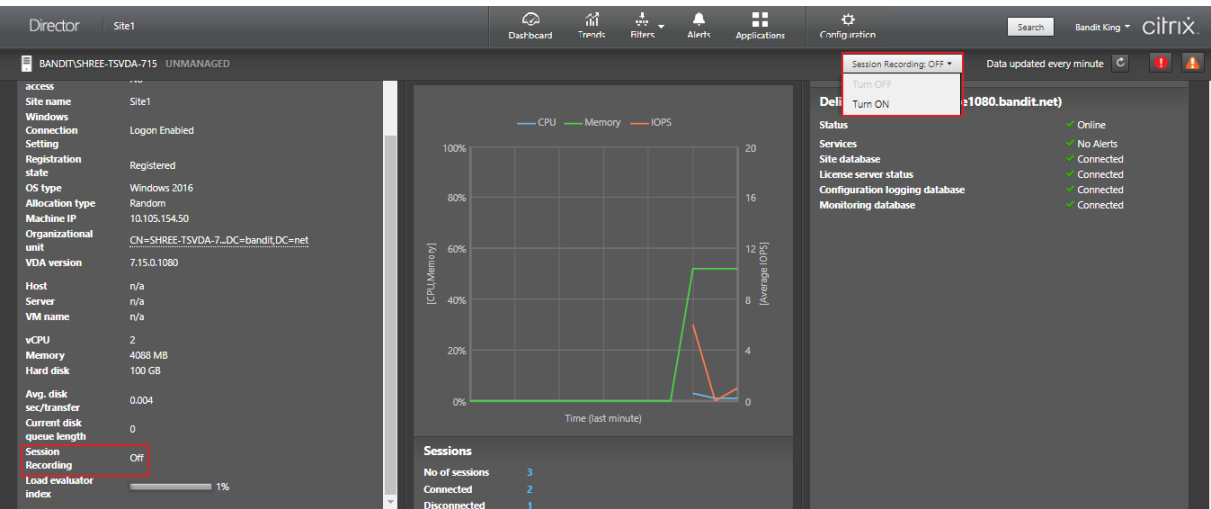 Director Site1 Dashboard Trends Filters Alerts Applications Configuration Search Bandit King citrix
BANDIT\SHREE-TSVDA-715 UNMANAGED Session Recording: OFF Data updated every minute
Turn OFF
Turn ON
access
Site name Site1
Windows
Connection Logon Enabled
Setting
Registration
state Registered
OS type Windows 2016
Allocation type Random
Machine IP 10.105.154.50
Organizational
unit CN=SHREE-TSVDA-7...DC=bandit,DC=net
VDA version 7.15.0.1080
Host n/a
Server n/a
VM name n/a
vCPU 2
Memory 4088 MB
Hard disk 100 GB
Avg. disk
sec/transfer 0.004
Current disk
queue length 0
Session
Recording Off
Load evaluator
index 1%
CPU Memory IOPS
100% 20
80% 16
60% 12
40% 8
20% 4
0% 0
[CPU,Memory]
[Average IOPS]
Time (last minute)
Sessions
No of sessions 3
Connected 2
Disconnected 1
e1080.bandit.net)
Status Online
Services No Alerts
Site database Connected
License server status Connected
Configuration logging database Connected
Monitoring database Connected